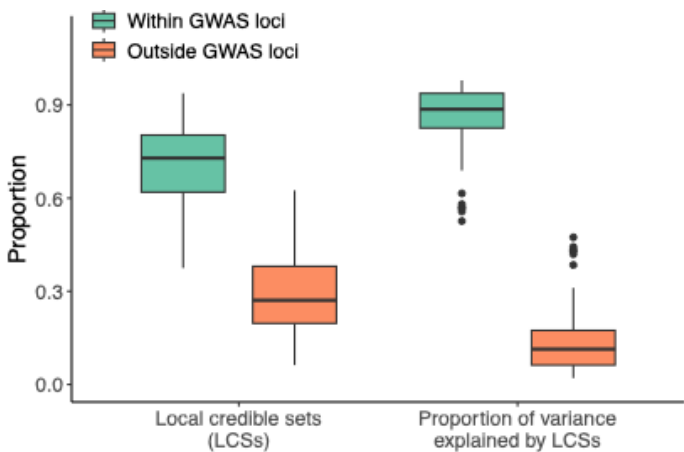 Within GWAS loci
Outside GWAS loci
Proportion
0.9
0.6
0.3
0.0
Local credible sets
(LCSs)
Proportion of variance
explained by LCSs